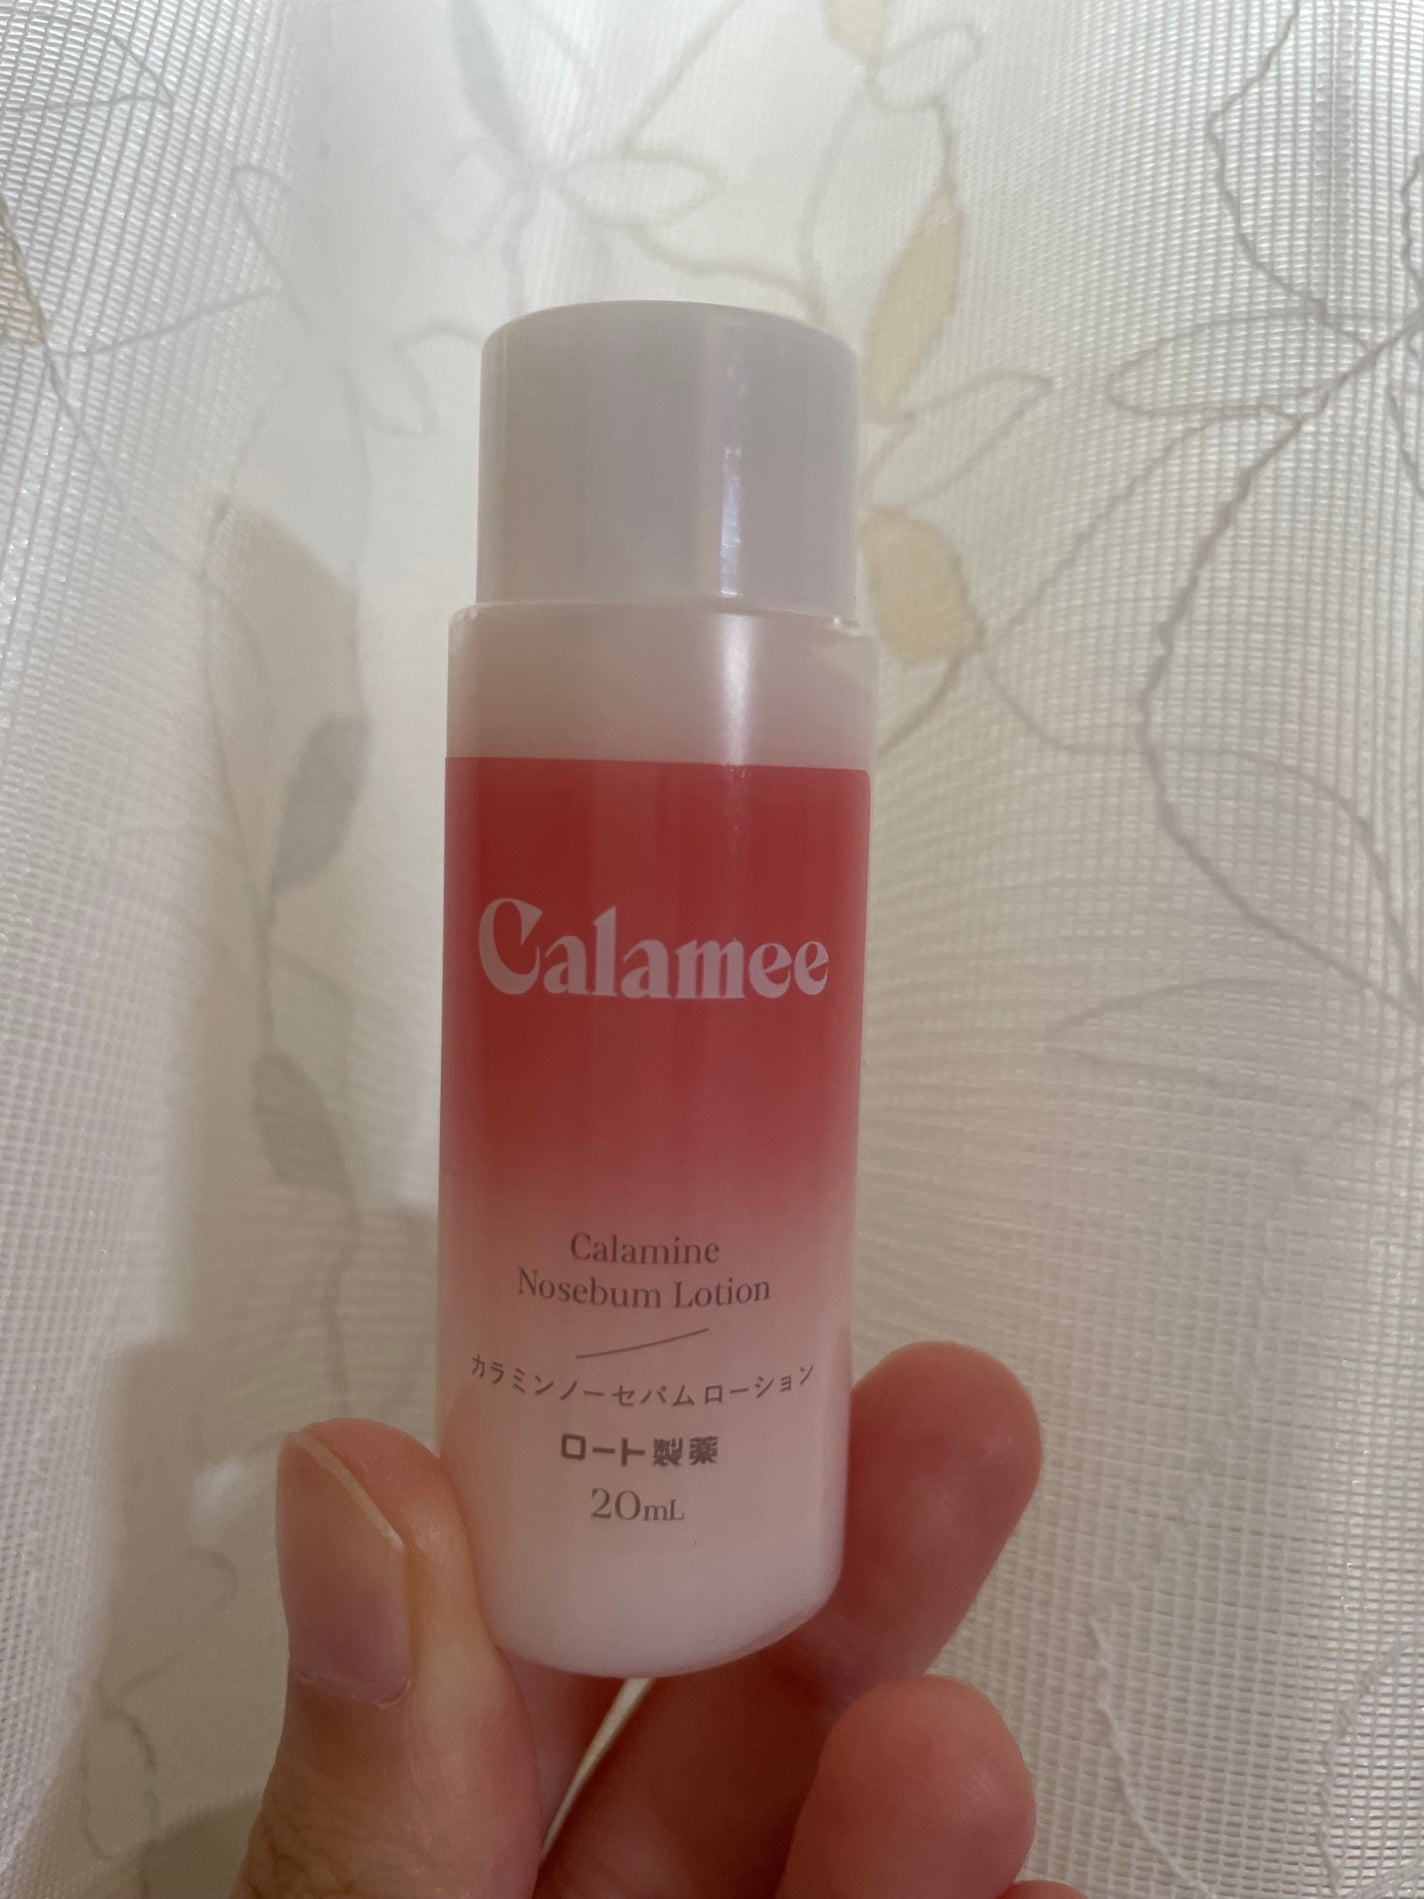 Calamee
Calamine
Nosebum Lotion
カラミンノーセバムローション
ロート製薬
20mL